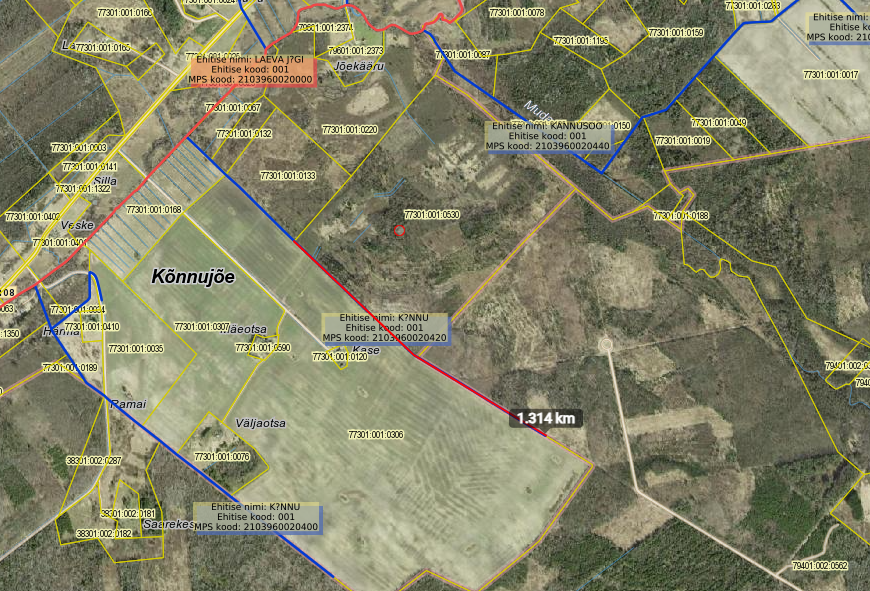 77301:001:0166
79601:001:2374
77301:001:0078
77301:001:0283
Ehitise nimi:
Ehitise kood:
77301:001:0165
79601:001:2373
77301:001:0087
77301:001:1195
77301:001:0159
Ehitise nimi: LAEVA J?GI
Ehitise kood: 001
MPS kood: 2103960020000
Jõekääru
77301:001:0017
77301:001:0067
77301:001:0132
77301:001:0220
Ehitise nimi: KANNUSOO
Ehitise kood: 001
MPS kood: 2103960020440
0150
77301:001:0049
77301:001:0019
77301:001:0003
77301:001:0141
Silla
77301:001:1322
77301:001:0133
77301:001:0402
77301:001:0168
77301:001:0530
77301:001:0188
Veske
Kõnnujõe
77301:001:0034
77301:001:0410
77301:001:0307
77301:001:0590
Ehitise nimi: K?NNU
Ehitise kood: 001
MPS kood: 2103960020420
Kase
77301:001:0120
77301:001:0035
77301:001:0189
Ramai
1.314 km
Väljaotsa
77301:001:0306
77301:001:0076
38301:002:0287
Ehitise nimi: K?NNU
Ehitise kood: 001
MPS kood: 2103960020400
38301:002:0181
38301:002:0182
79401:002:0562